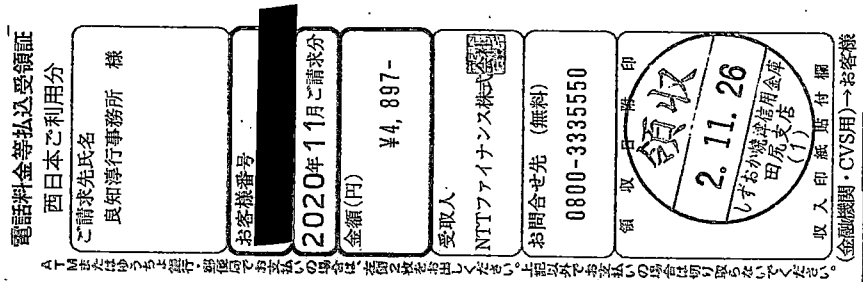 電話料金等払込受領証
西日本ご利用分
ご請求先氏名
良知淳行事務所 様
お客様番号
2020年11月ご請求分
金額(円)
¥4,897-
受取人
NTTファイナンス株式会社
お問合せ先 (無料)
0800-3335550
領収日附印
領収
2.11.26
しずおか焼津信用金庫
田尻支店
(1)
収入印紙貼付欄
(金融機関・CVS用)→お客様
ATMまたはゆうちょ銀行・郵便局でお支払いの場合は、左側2枚をお出しください。上記以外でお支払いの場合は切り取らないでください。